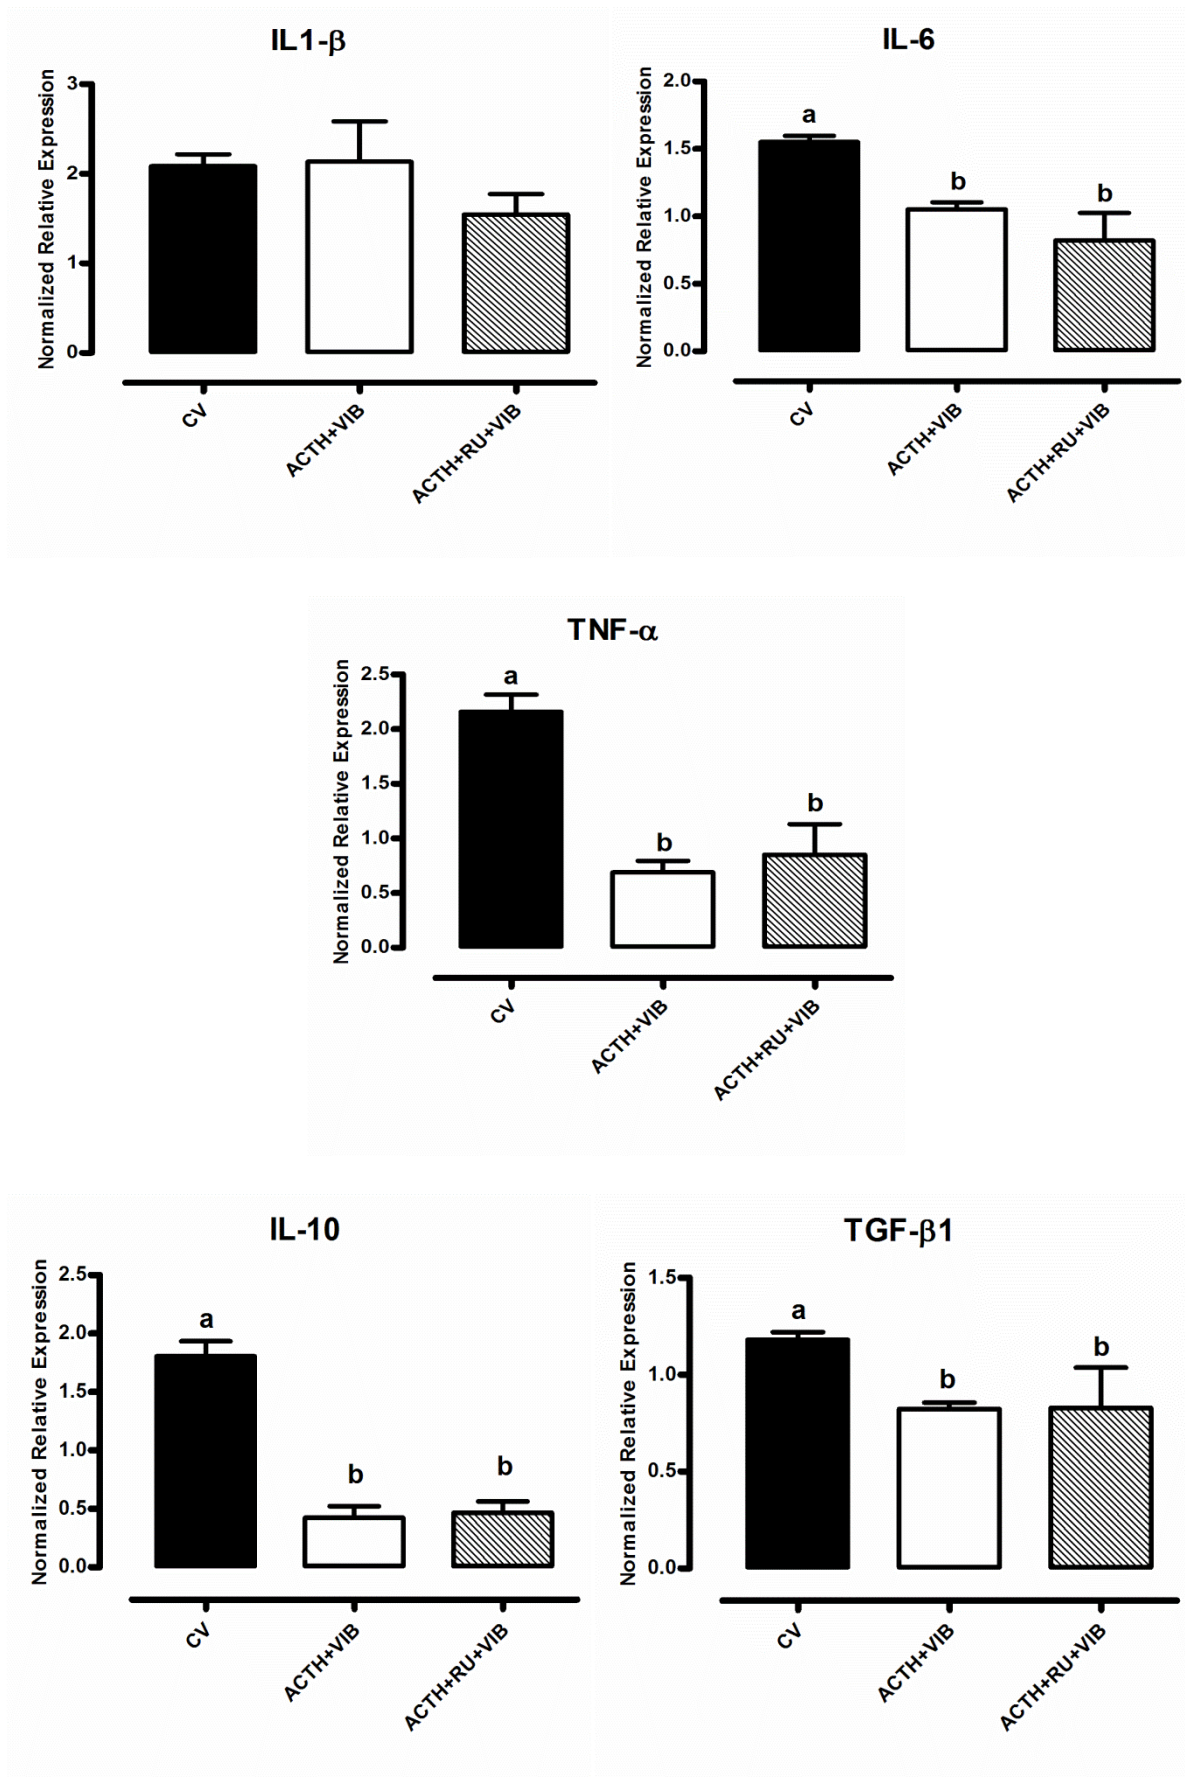 IL1-β
Normalized Relative Expression
3
2
1
0
CV
ACTH+VIB
ACTH+RU+VIB
IL-6
Normalized Relative Expression
2.0
1.5
1.0
0.5
0.0
a
b
b
CV
ACTH+VIB
ACTH+RU+VIB
TNF-α
Normalized Relative Expression
2.5
2.0
1.5
1.0
0.5
0.0
a
b
b
CV
ACTH+VIB
ACTH+RU+VIB
IL-10
Normalized Relative Expression
2.5
2.0
1.5
1.0
0.5
0.0
a
b
b
CV
ACTH+VIB
ACTH+RU+VIB
TGF-β1
Normalized Relative Expression
1.5
1.0
0.5
0.0
a
b
b
CV
ACTH+VIB
ACTH+RU+VIB